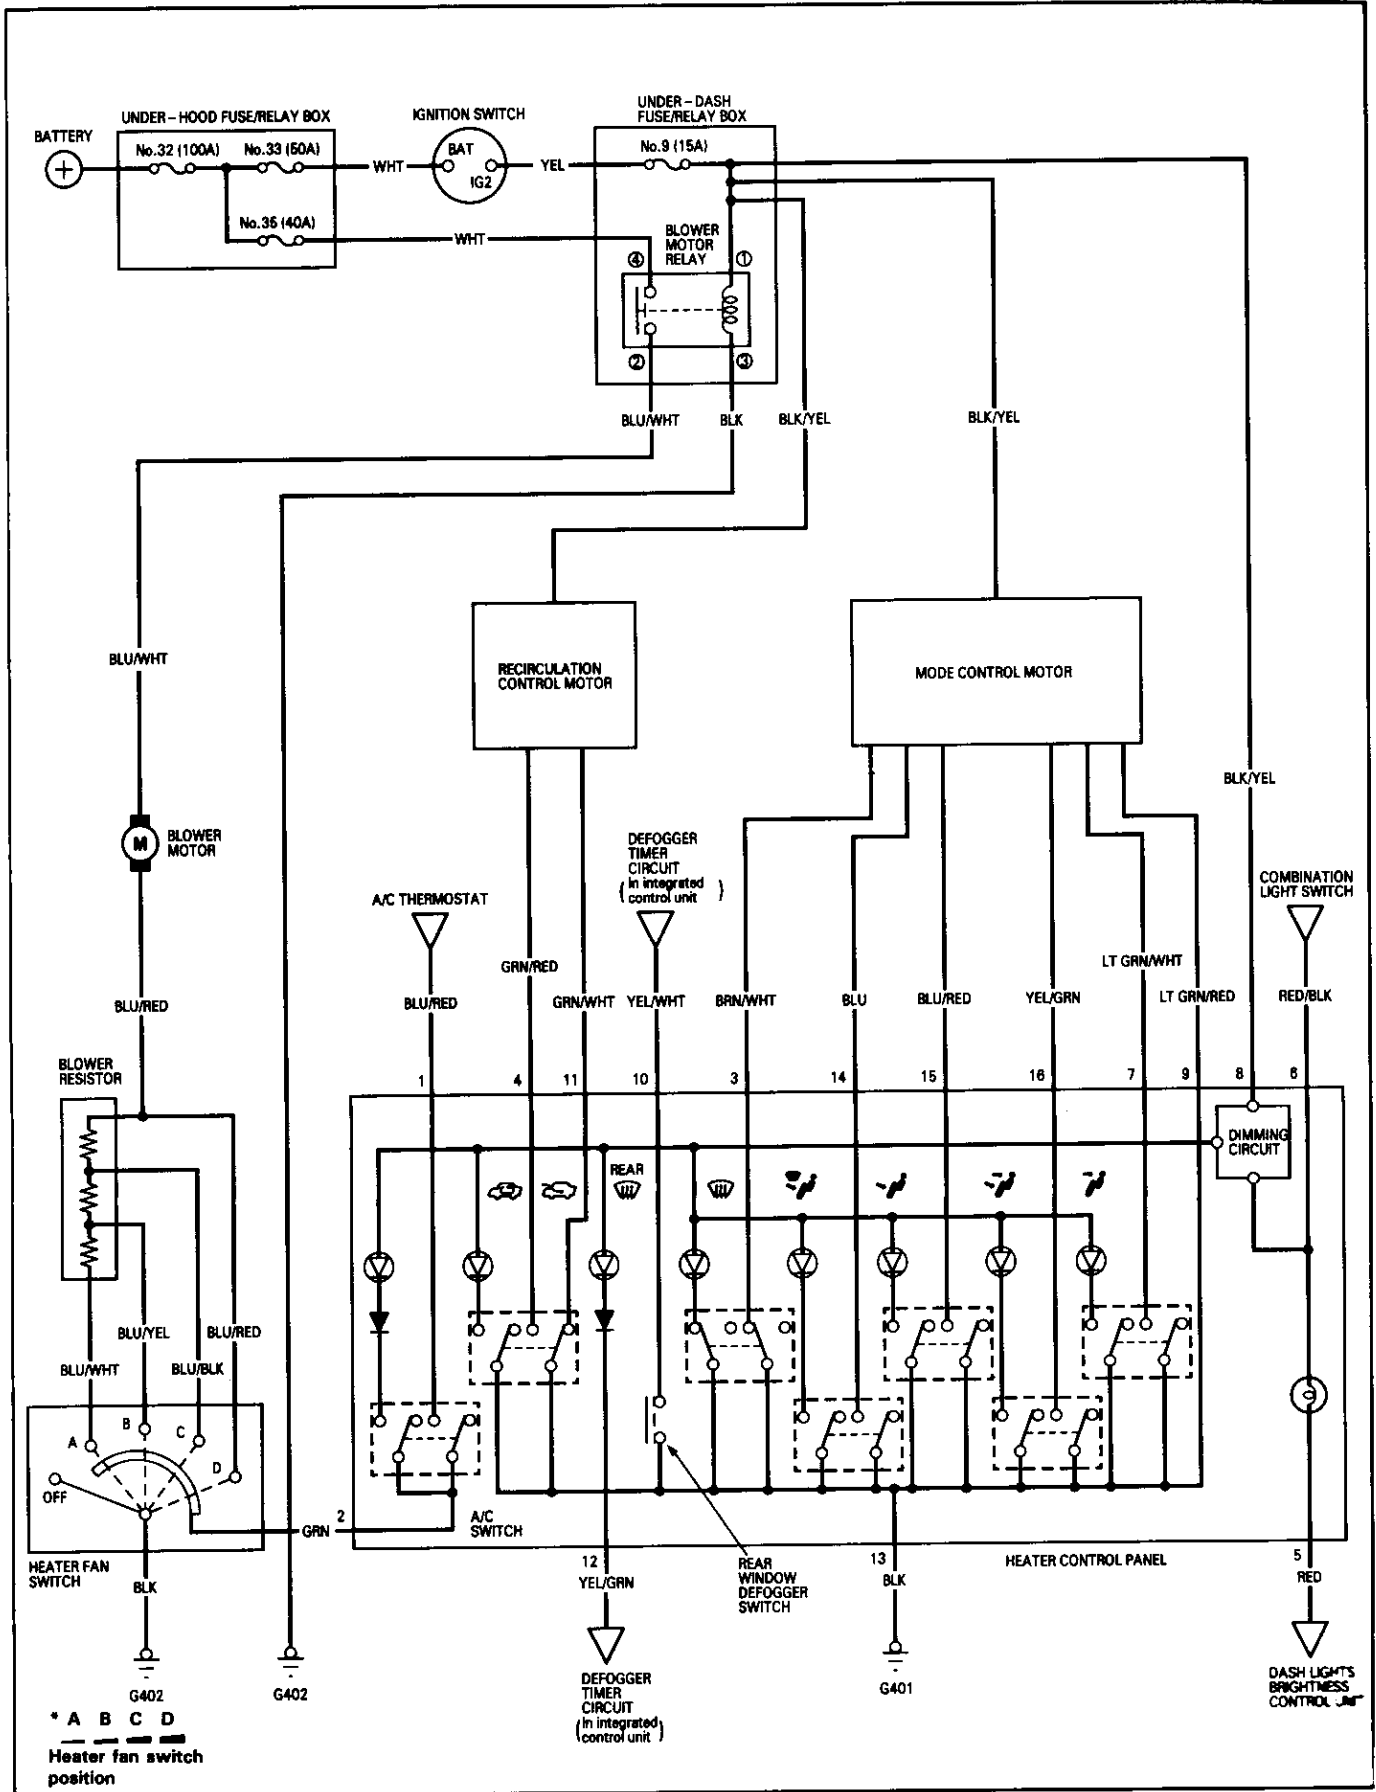 UNDER-HOOD FUSE/RELAY BOX
IGNITION SWITCH
UNDER-DASH
FUSE/RELAY BOX
BATTERY
No.32 (100A)
No.33 (50A)
BAT
IG2
No.9 (15A)
WHT
YEL
No.35 (40A)
WHT
BLOWER
MOTOR
RELAY
④
①
②
③
BLU/WHT
BLK
BLK/YEL
BLK/YEL
BLU/WHT
RECIRCULATION
CONTROL MOTOR
MODE CONTROL MOTOR
BLK/YEL
M
BLOWER
MOTOR
DEFOGGER
TIMER
CIRCUIT
(In integrated
control unit)
A/C THERMOSTAT
COMBINATION
LIGHT SWITCH
BLU/RED
BLU/RED
GRN/RED
GRN/WHT
YEL/WHT
BRN/WHT
BLU
BLU/RED
YEL/GRN
LT GRN/WHT
LT GRN/RED
RED/BLK
BLOWER
RESISTOR
1
4
11
10
3
14
15
16
7
9
8
6
DIMMING
CIRCUIT
REAR
BLU/YEL
BLU/RED
BLU/WHT
BLU/BLK
A
B
C
D
OFF
GRN
2
A/C
SWITCH
HEATER FAN
SWITCH
BLK
12
YEL/GRN
REAR
WINDOW
DEFOGGER
SWITCH
13
BLK
HEATER CONTROL PANEL
5
RED
G402
G402
G401
DEFOGGER
TIMER
CIRCUIT
(In integrated
control unit)
DASH LIGHTS
BRIGHTNESS
CONTROL
* A B C D
Heater fan switch
position